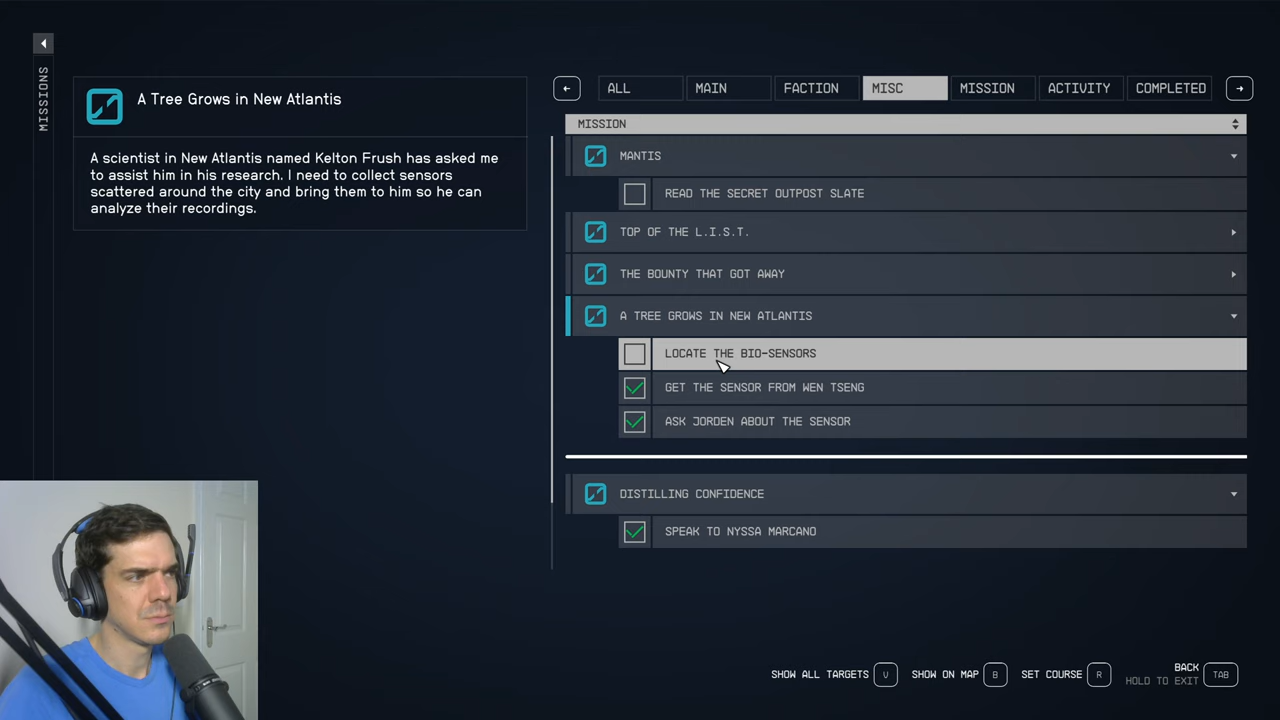 MISSIONS
A Tree Grows in New Atlantis
A scientist in New Atlantis named Kelton Frush has asked me
to assist him in his research. I need to collect sensors
scattered around the city and bring them to him so he can
analyze their recordings.
ALL
MAIN
FACTION
MISC
MISSION
ACTIVITY
COMPLETED
MISSION
MANTIS
READ THE SECRET OUTPOST SLATE
TOP OF THE L.I.S.T.
THE BOUNTY THAT GOT AWAY
A TREE GROWS IN NEW ATLANTIS
LOCATE THE BIO-SENSORS
GET THE SENSOR FROM WEN TSENG
ASK JORDEN ABOUT THE SENSOR
DISTILLING CONFIDENCE
SPEAK TO NYSSA MARCANO
SHOW ALL TARGETS V
SHOW ON MAP B
SET COURSE R
BACK
HOLD TO EXIT
TAB